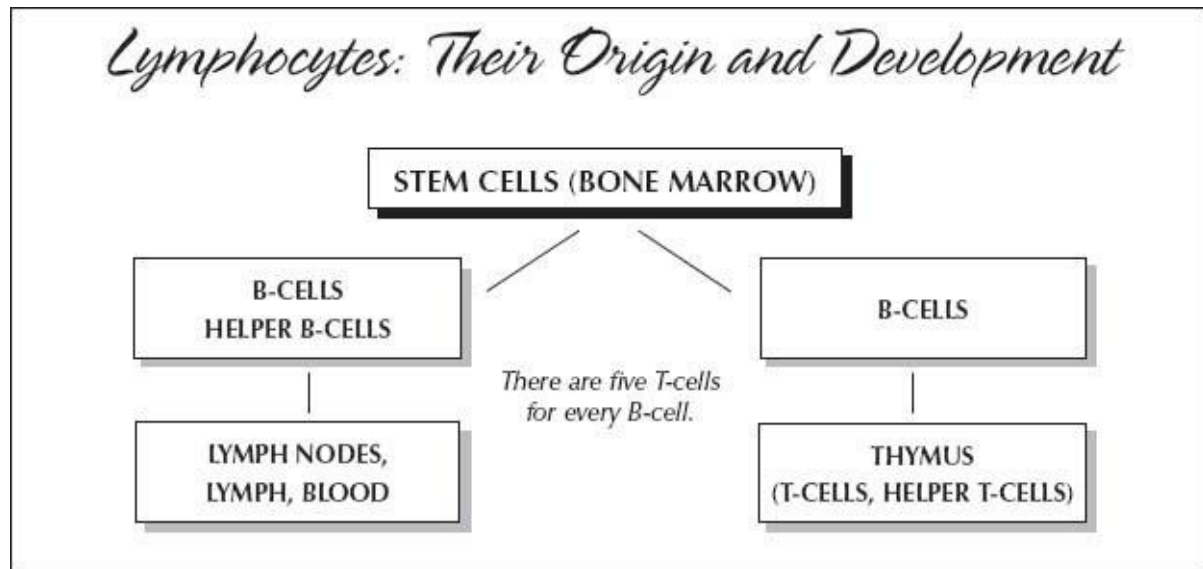 Lymphocytes: Their Origin and Development
STEM CELLS (BONE MARROW)
B-CELLS
HELPER B-CELLS
B-CELLS
There are five T-cells
for every B-cell.
LYMPH NODES,
LYMPH, BLOOD
THYMUS
(T-CELLS, HELPER T-CELLS)